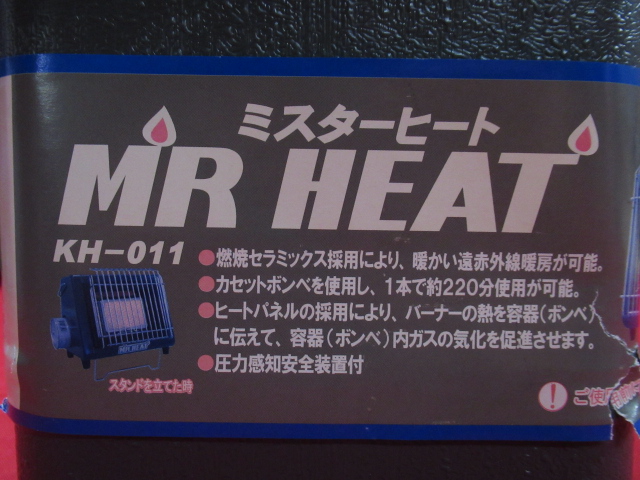 ミスターヒート
MR HEAT
KH-011
●燃焼セラミックス採用により、暖かい遠赤外線暖房が可能。
●カセットボンベを使用し、1本で約220分使用が可能。
●ヒートパネルの採用により、バーナーの熱を容器(ボンベ)
に伝えて、容器(ボンベ)内ガスの気化を促進させます。
●圧力感知安全装置付
MR HEAT
スタンドを立てた時
ご使用